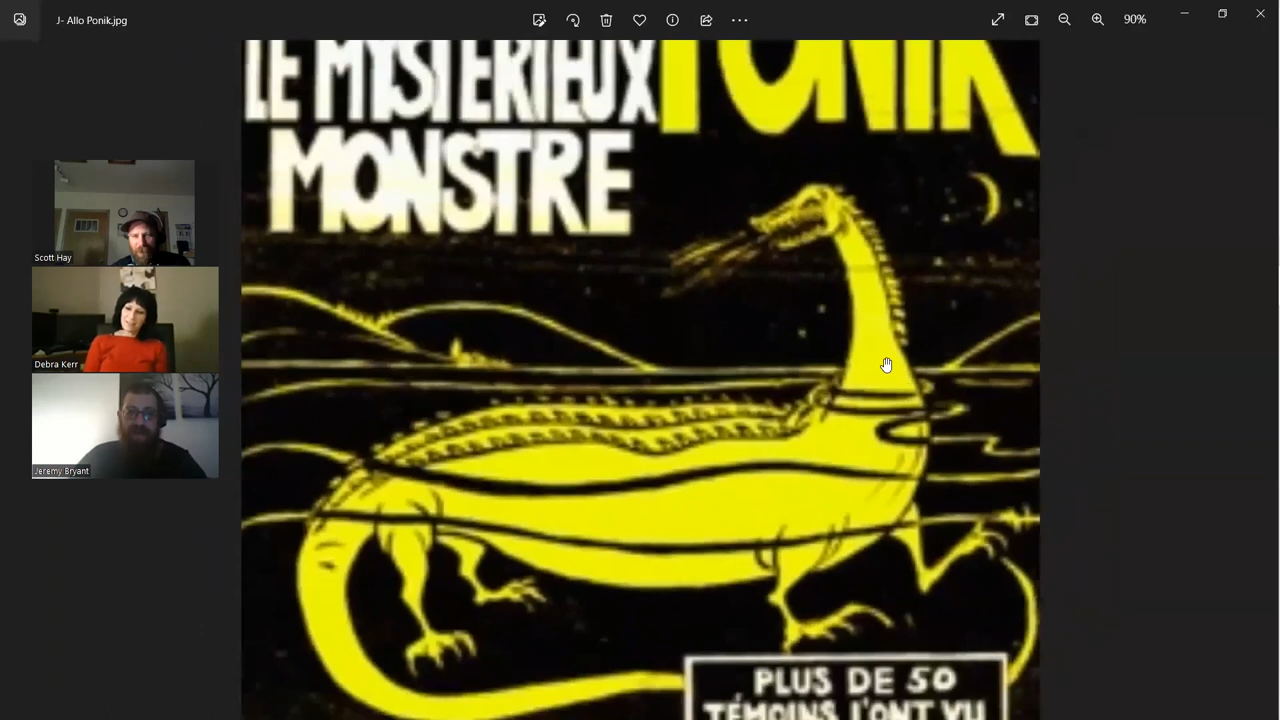 J- Allo Ponik.jpg
90%
LE MYSTÉRIEUX PONIK
MONSTRE
Scott Hay
Debra Kerr
Jeremy Bryant
PLUS DE 50
TÉMOINS L'ONT VU